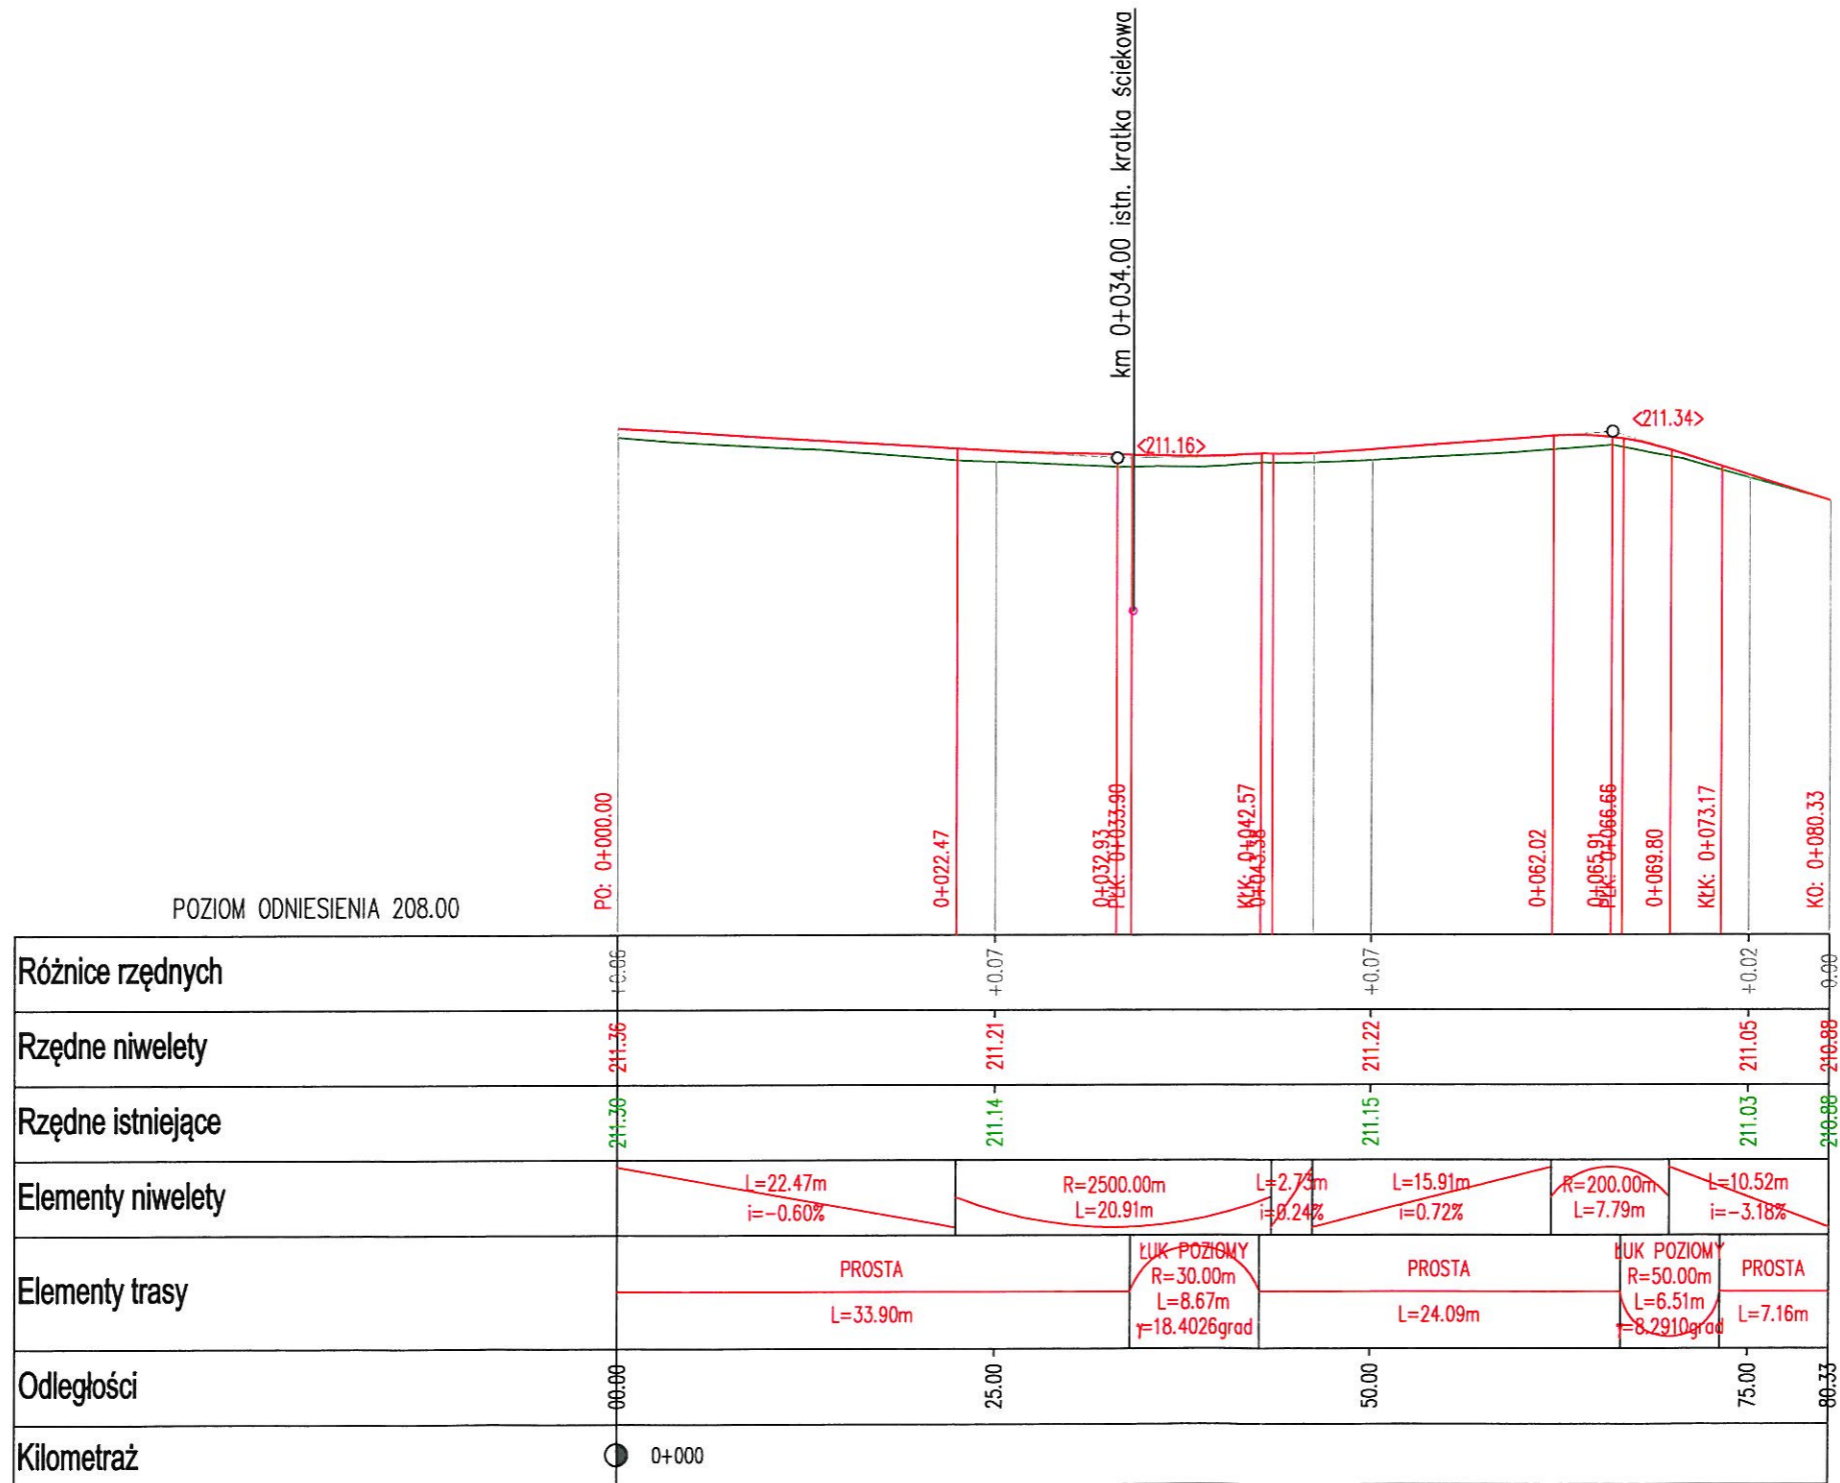 km 0+034.00 istn. kratka ściekowa
<211.16>
<211.34>
PO: 0+000.00
0+022.47
0+032.93
PŁK: 0+033.90
KŁK: 0+042.57
0+043.38
0+062.02
0+065.91
PŁK: 0+066.66
0+069.80
KŁK: 0+073.17
KO: 0+080.33
POZIOM ODNIESIENIA 208.00
Różnice rzędnych
+0.06
+0.07
+0.07
+0.02
0.00
Rzędne niwelety
211.36
211.21
211.22
211.05
210.88
Rzędne istniejące
211.30
211.14
211.15
211.03
210.88
Elementy niwelety
L=22.47m
i=-0.60%
R=2500.00m
L=20.91m
L=2.73m
i=0.24%
L=15.91m
i=0.72%
R=200.00m
L=7.79m
L=10.52m
i=-3.18%
Elementy trasy
PROSTA
L=33.90m
ŁUK POZIOMY
R=30.00m
L=8.67m
γ=18.4026grad
PROSTA
L=24.09m
ŁUK POZIOMY
R=50.00m
L=6.51m
γ=8.2910grad
PROSTA
L=7.16m
Odległości
00.00
25.00
50.00
75.00
80.33
Kilometraż
0+000